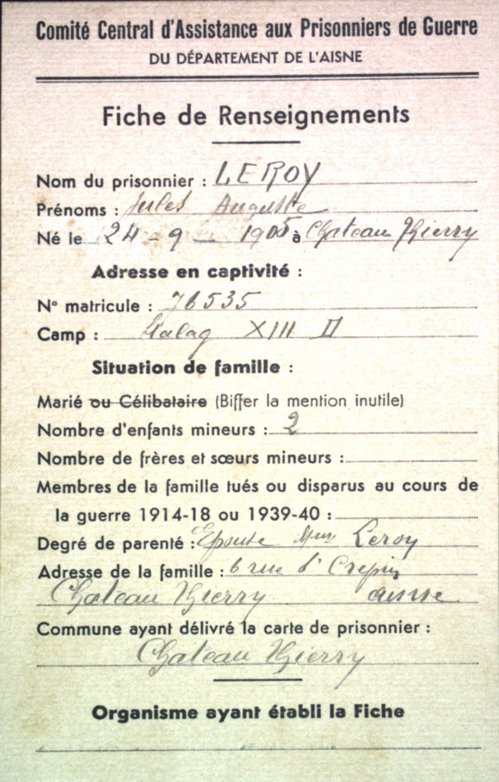 Comité Central d'Assistance aux Prisonniers de Guerre
DU DÉPARTEMENT DE L'AISNE
Fiche de Renseignements
Nom du prisonnier : LEROY
Prénoms : Jules Auguste
Né le 24 - 9 - 1905 à Chateau Thierry
Adresse en captivité :
N° matricule : 76535
Camp : Stalag XIII D
Situation de famille :
Marié ou Célibataire (Biffer la mention inutile)
Nombre d'enfants mineurs : 2
Nombre de frères et sœurs mineurs :
Membres de la famille tués ou disparus au cours de
la guerre 1914-18 ou 1939-40 :
Degré de parenté : Epouse Mme Leroy
Adresse de la famille : 6 rue St Crepin
Chateau Thierry aisne
Commune ayant délivré la carte de prisonnier :
Chateau Thierry
Organisme ayant établi la Fiche